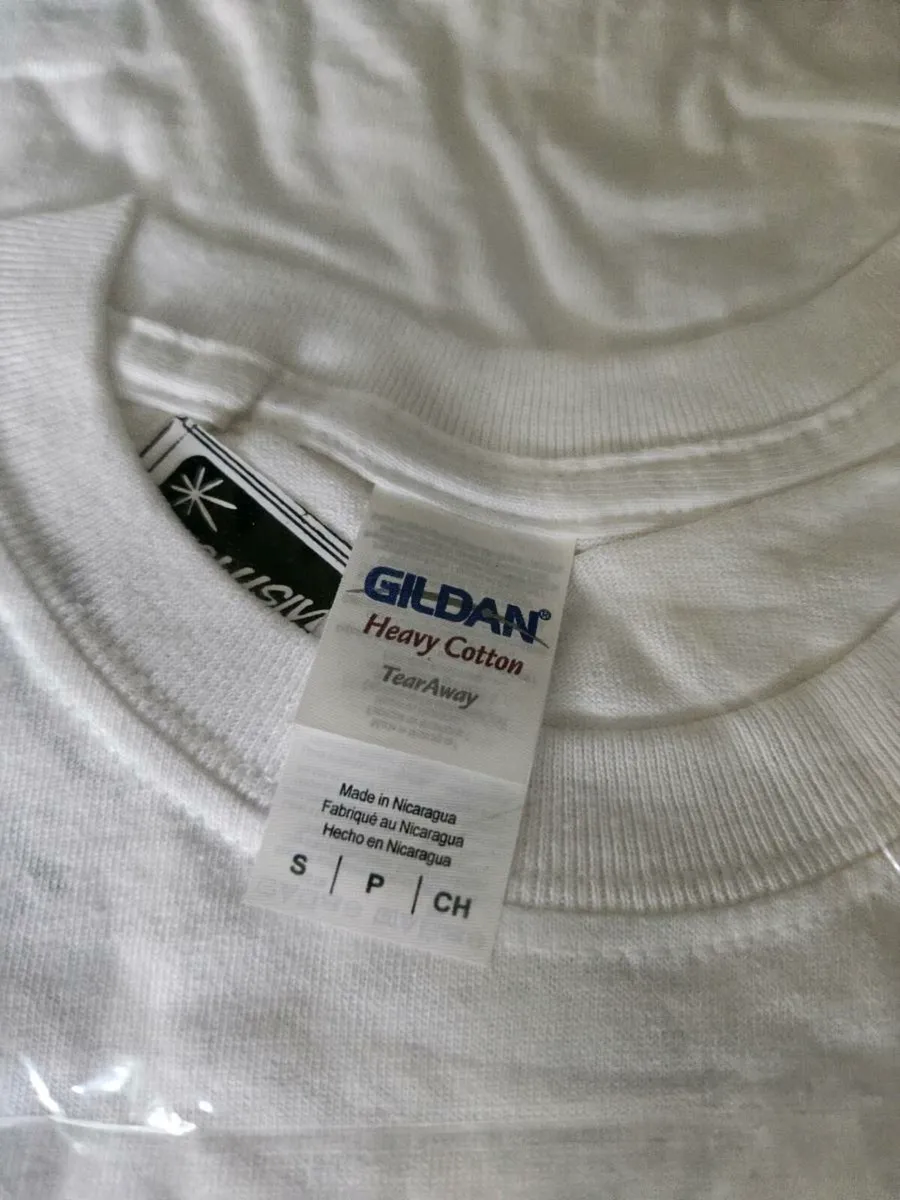 GILDAN®
Heavy Cotton
TearAway
Made in Nicaragua
Fabriqué au Nicaragua
Hecho en Nicaragua
S | P | CH